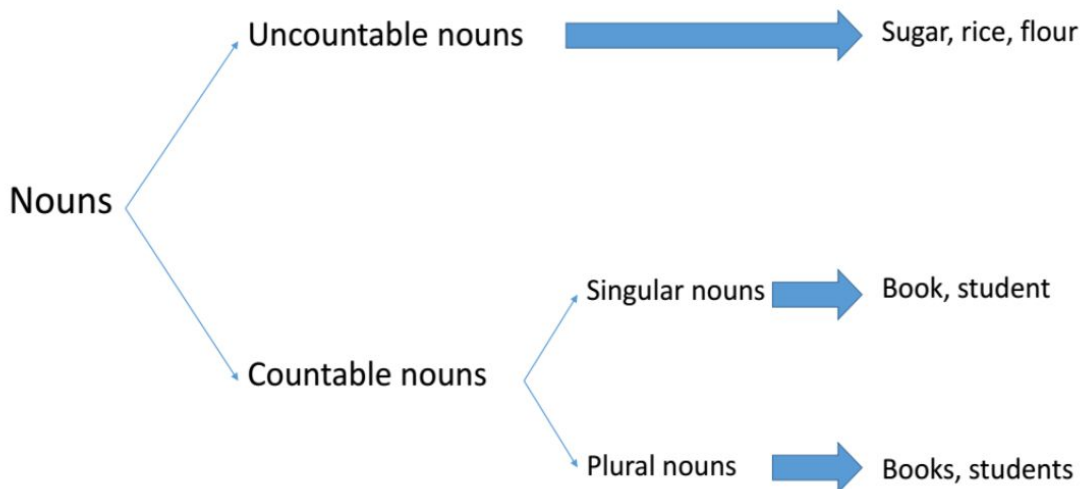 Uncountable nouns
Sugar, rice, flour
Nouns
Singular nouns
Book, student
Countable nouns
Plural nouns
Books, students